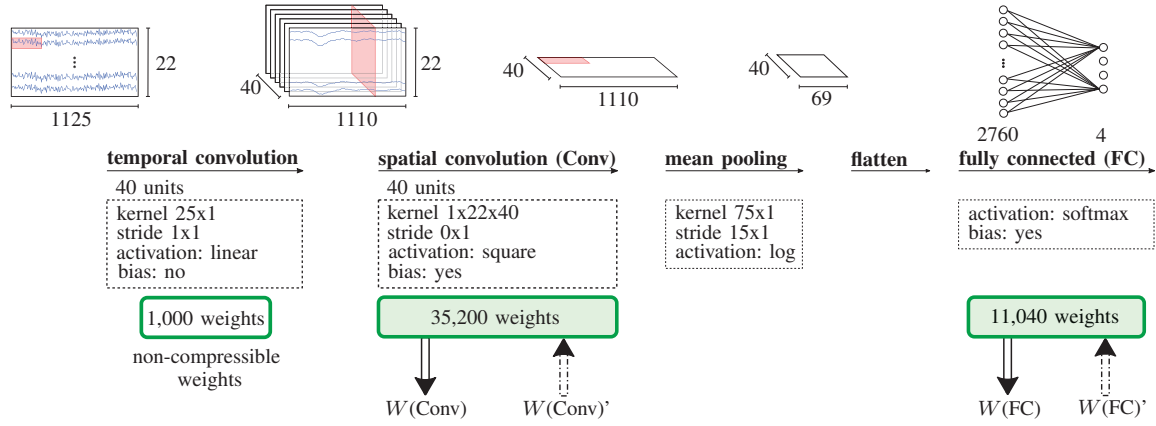 22
1125
40
22
1110
40
1110
40
69
2760
4
temporal convolution
40 units
kernel 25x1
stride 1x1
activation: linear
bias: no
1,000 weights
non-compressible
weights
spatial convolution (Conv)
40 units
kernel 1x22x40
stride 0x1
activation: square
bias: yes
35,200 weights
W(Conv)
W(Conv)’
mean pooling
kernel 75x1
stride 15x1
activation: log
flatten
fully connected (FC)
activation: softmax
bias: yes
11,040 weights
W(FC)
W(FC)’